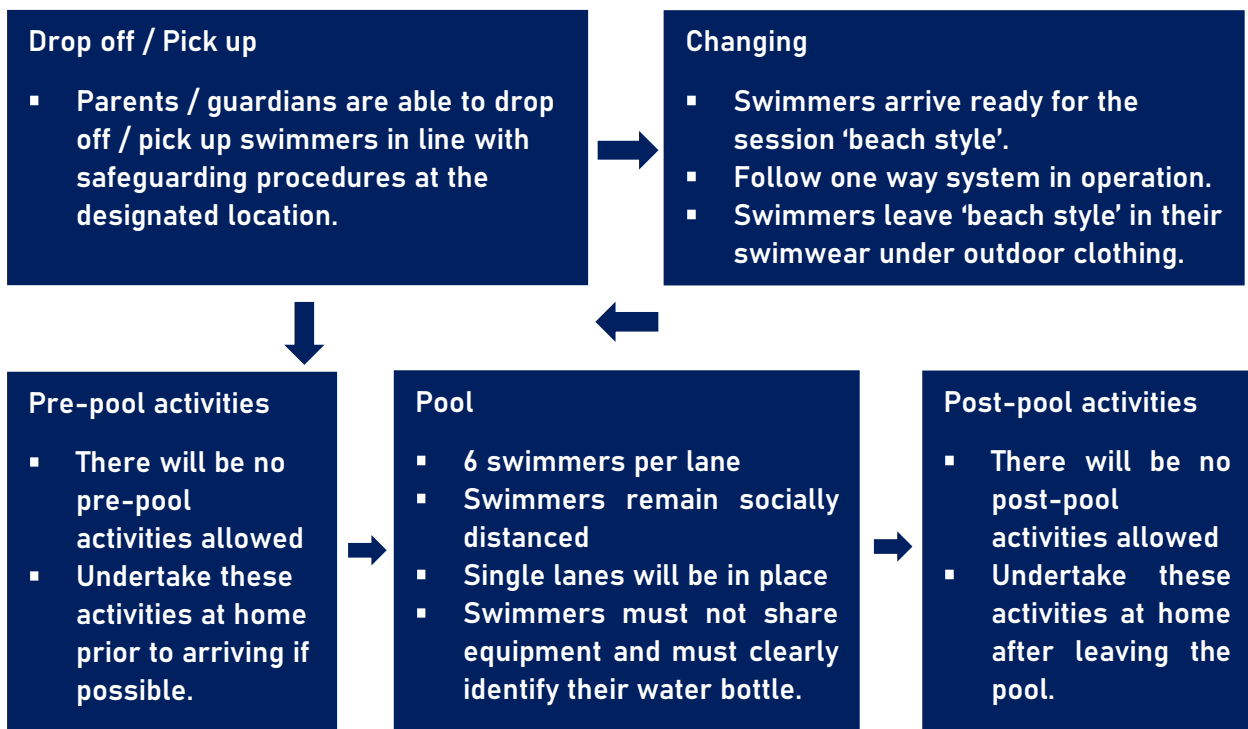 Drop off / Pick up
▪ Parents / guardians are able to drop
off / pick up swimmers in line with
safeguarding procedures at the
designated location.
Changing
▪ Swimmers arrive ready for the
session ‘beach style’.
▪ Follow one way system in operation.
▪ Swimmers leave ‘beach style’ in their
swimwear under outdoor clothing.
Pre-pool activities
▪ There will be no
pre-pool
activities allowed
▪ Undertake these
activities at home
prior to arriving if
possible.
Pool
▪ 6 swimmers per lane
▪ Swimmers remain socially
distanced
▪ Single lanes will be in place
▪ Swimmers must not share
equipment and must clearly
identify their water bottle.
Post-pool activities
▪ There will be no
post-pool
activities allowed
▪ Undertake these
activities at home
after leaving the
pool.